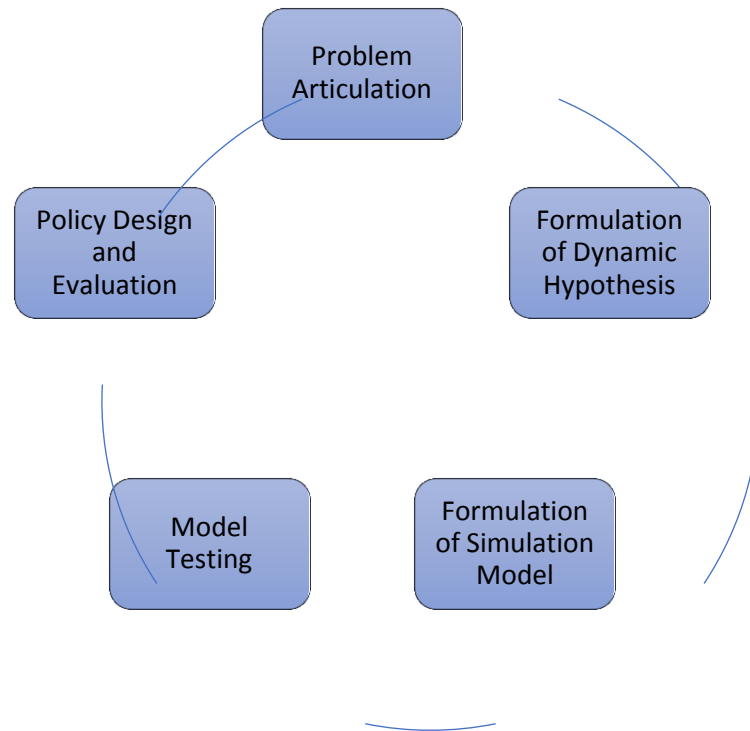 Problem
Articulation
Formulation
of Dynamic
Hypothesis
Formulation
of Simulation
Model
Model
Testing
Policy Design
and
Evaluation